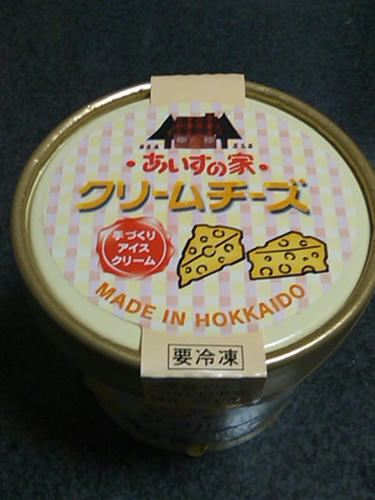 ・あいすの家・
クリームチーズ
手づくり
アイス
クリーム
MADE IN HOKKAIDO
要冷凍